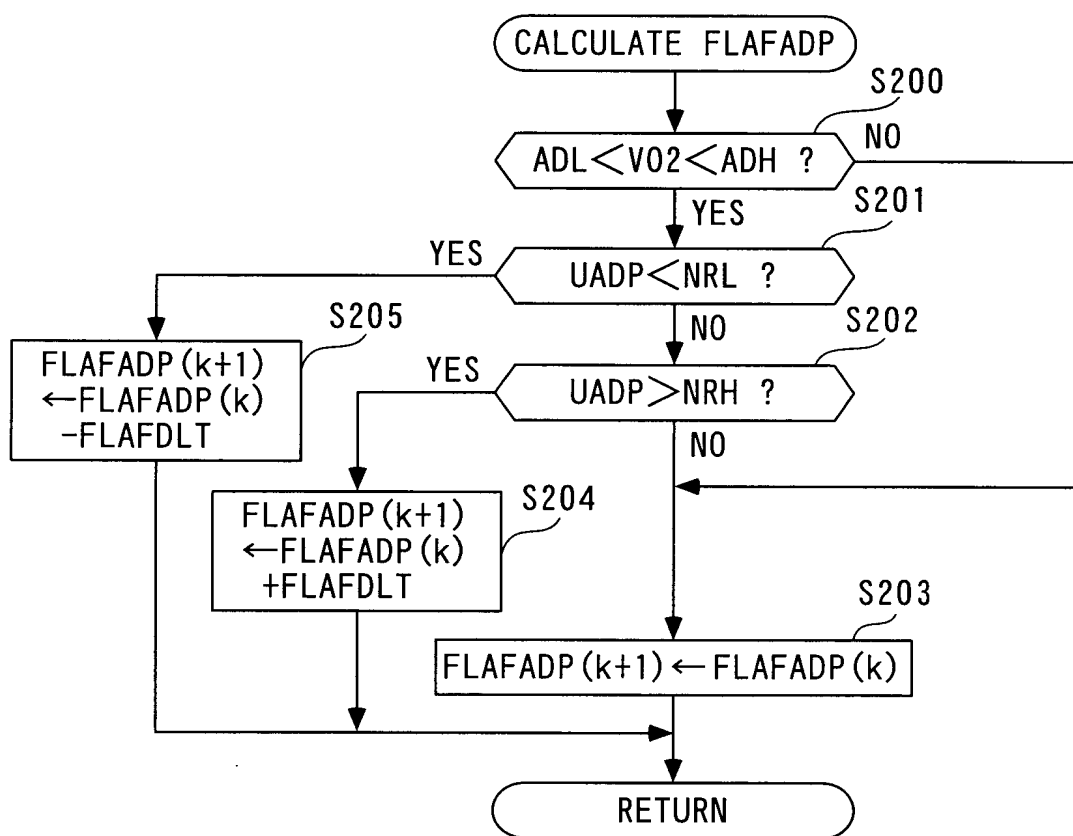 CALCULATE FLAFADP
S200
ADL<VO2<ADH ?
NO
YES
S201
UADP<NRL ?
YES
NO
S202
UADP>NRH ?
YES
NO
S205
FLAFADP(k+1)
←FLAFADP(k)
-FLAFDLT
S204
FLAFADP(k+1)
←FLAFADP(k)
+FLAFDLT
S203
FLAFADP(k+1)←FLAFADP(k)
RETURN